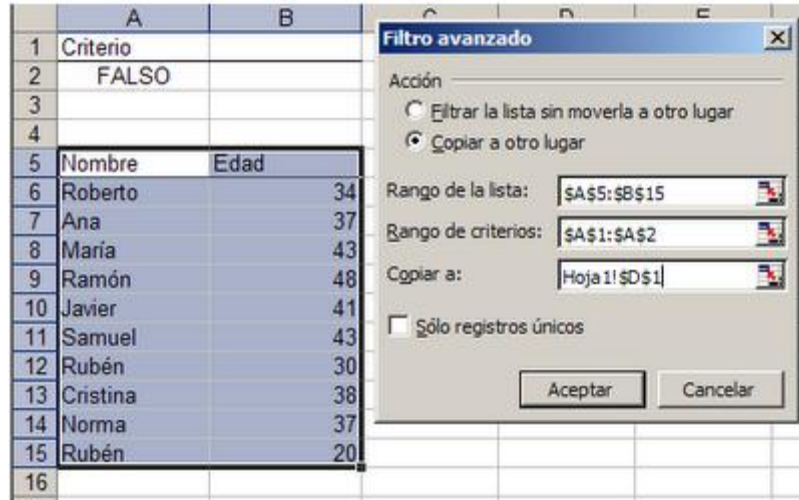 A B C D E
Filtro avanzado
1 Criterio
2 FALSO
3
4
5 Nombre Edad
6 Roberto 34
7 Ana 37
8 María 43
9 Ramón 48
10 Javier 41
11 Samuel 43
12 Rubén 30
13 Cristina 38
14 Norma 37
15 Rubén 20
16
Acción
Filtrar la lista sin moverla a otro lugar
Copiar a otro lugar
Rango de la lista: $A$5:$B$15
Rango de criterios: $A$1:$A$2
Copiar a: Hoja1!$D$1
Sólo registros únicos
Aceptar Cancelar